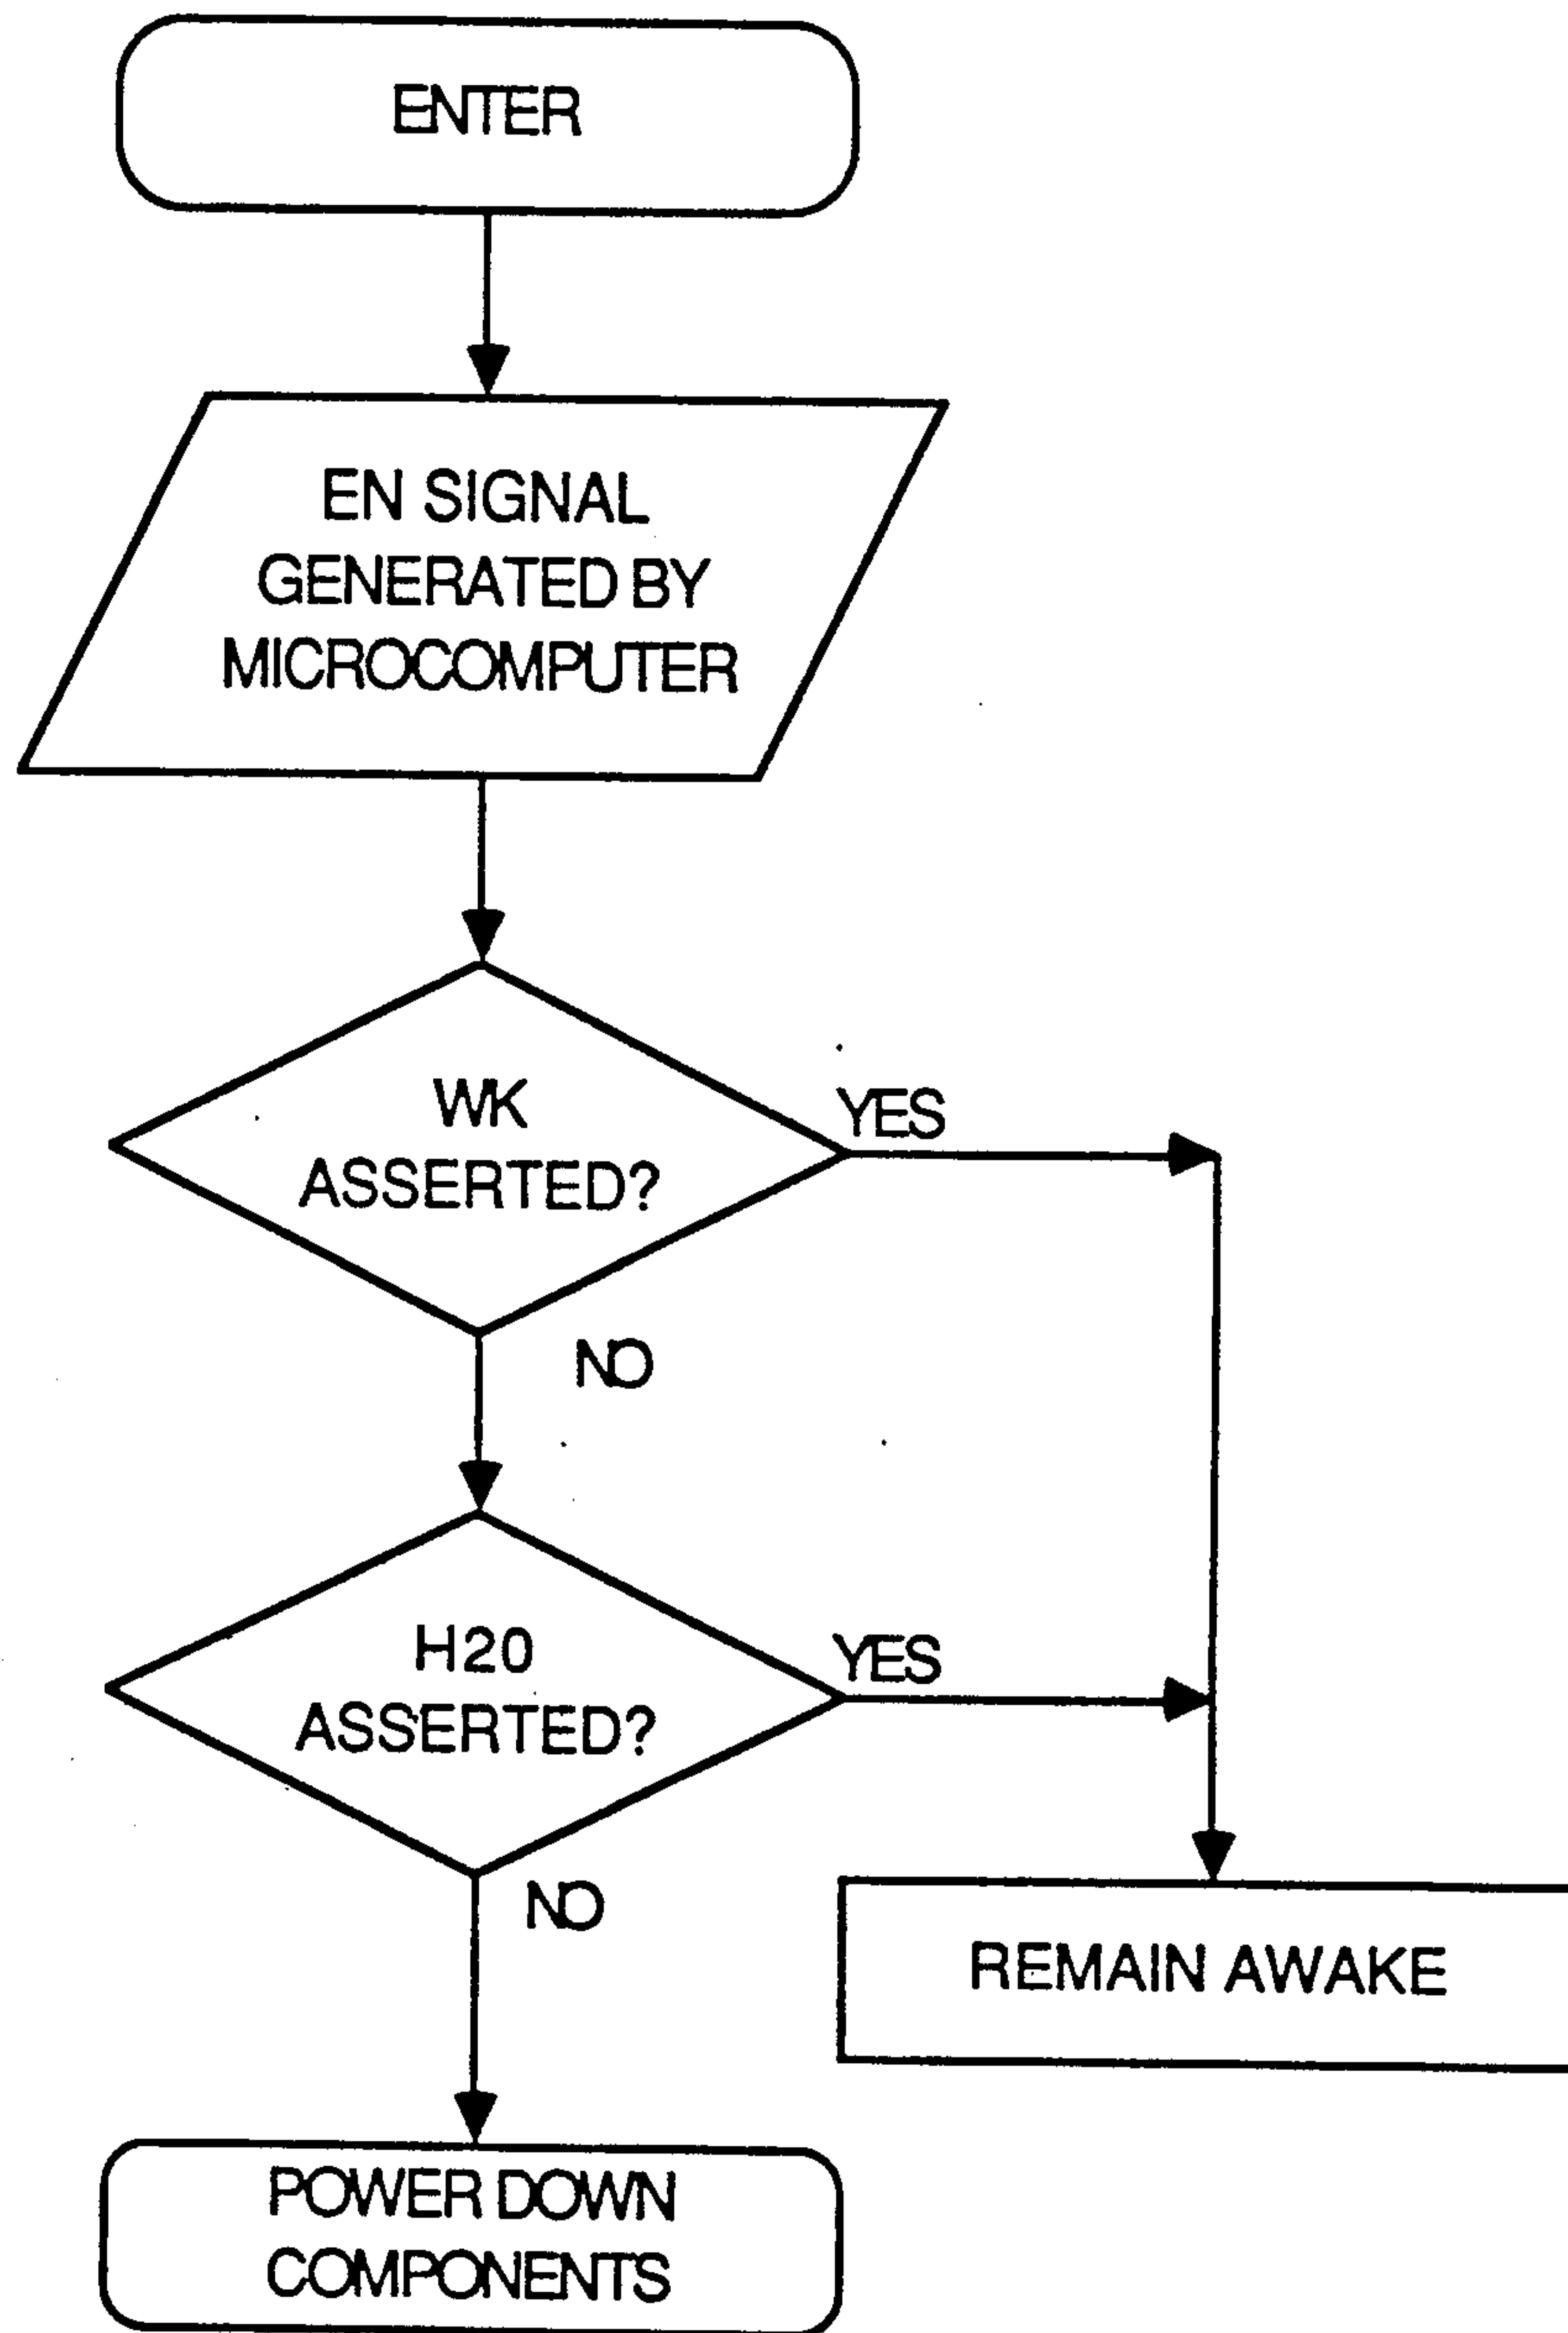 ENTER
EN SIGNAL
GENERATED BY
MICROCOMPUTER
WK
ASSERTED?
YES
NO
H20
ASSERTED?
YES
NO
REMAIN AWAKE
POWER DOWN
COMPONENTS